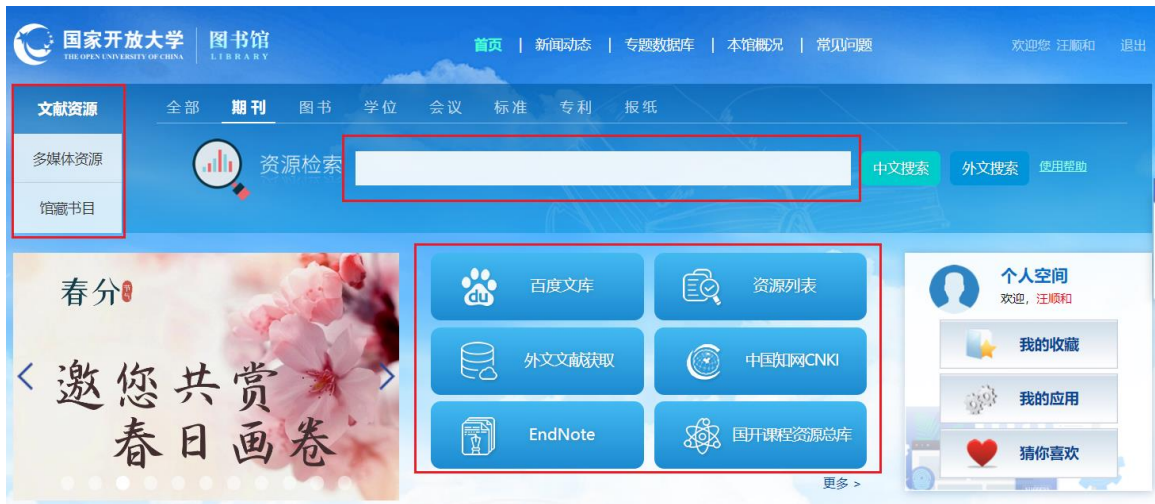 国家开放大学
THE OPEN UNIVERSITY OF CHINA
图书馆
LIBRARY
首页 | 新闻动态 | 专题数据库 | 本馆概况 | 常见问题
欢迎您 汪顺和 退出
文献资源
多媒体资源
馆藏书目
全部 期刊 图书 学位 会议 标准 专利 报纸
资源检索
中文搜索 外文搜索 使用帮助
春分
邀您共赏
春日画卷
du 百度文库
资源列表
外文文献获取
中国知网CNKI
EndNote
国开课程资源总库
更多 >
个人空间
欢迎, 汪顺和
我的收藏
我的应用
猜你喜欢